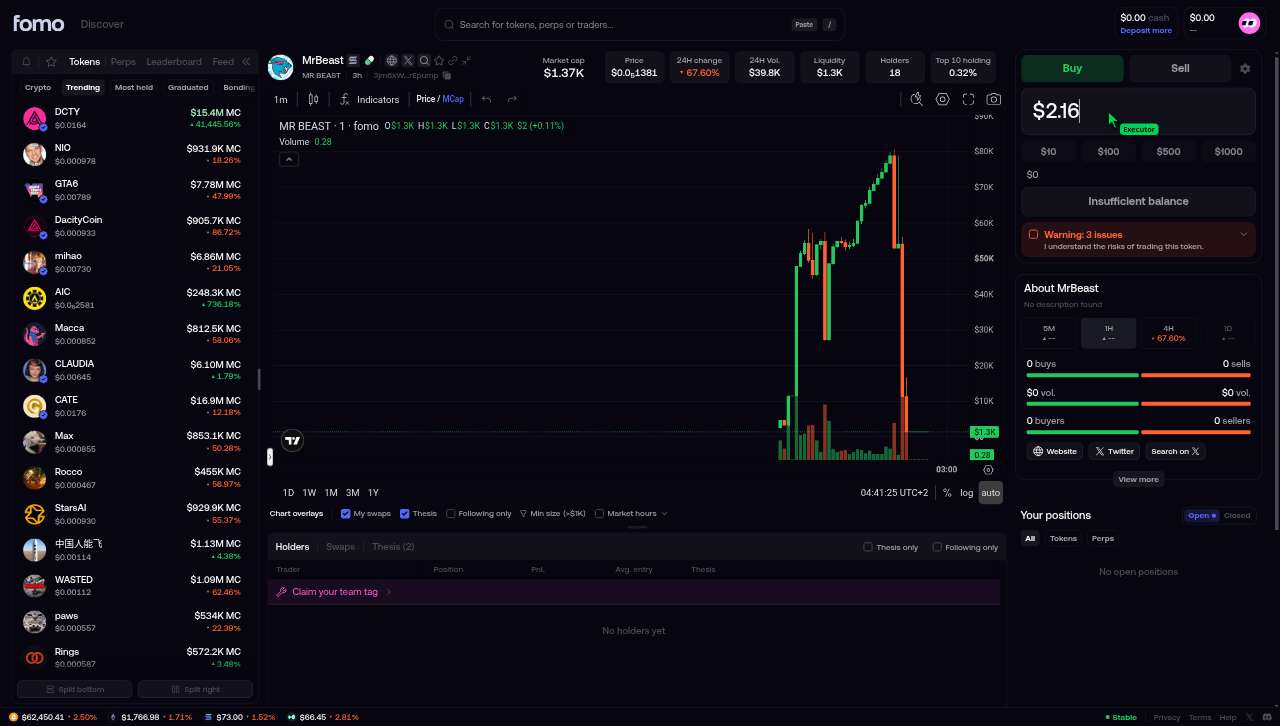 fomo
Discover
Search for tokens, perps or traders...
Paste
/
$0.00 cash
Deposit more
$0.00
—
Tokens
Perps
Leaderboard
Feed
Crypto
Trending
Most held
Graduated
Bonding
DCTY
$0.0164
$15.4M MC
41,445.56%
NIO
$0.000978
$931.9K MC
18.26%
GTA6
$0.00789
$7.78M MC
47.99%
DacityCoin
$0.000933
$905.7K MC
86.72%
mihao
$0.00730
$6.86M MC
21.05%
AIC
$248.3K MC
736.18%
Macca
$0.000852
$812.5K MC
58.06%
CLAUDIA
$0.00645
$6.10M MC
1.79%
CATE
$0.0176
$16.9M MC
12.18%
Max
$0.000855
$853.1K MC
50.28%
Rocco
$0.000467
$455K MC
56.97%
StarsAI
$0.000930
$929.9K MC
55.37%
中国人能飞
$0.00114
$1.13M MC
4.38%
WASTED
$0.00112
$1.09M MC
62.46%
paws
$0.000557
$534K MC
22.39%
Rings
$0.000587
$572.2K MC
3.48%
Split bottom
Split right
MrBeast
MR BEAST
3h
3jm6xW...rEpump
Market cap
$1.37K
Price
$0.0₅1381
24H change
67.60%
24H Vol.
$39.8K
Liquidity
$1.3K
Holders
18
Top 10 holding
0.32%
1m
Indicators
Price / MCap
MR BEAST · 1 · fomo O$1.3K H$1.3K L$1.3K C$1.3K $2 (+0.11%)
Volume 0.28
$90K
$80K
$70K
$60K
$50K
$40K
$30K
$20K
$10K
$1.3K
0.28
03:00
1D
1W
1M
3M
1Y
04:41:25 UTC+2
%
log
auto
Chart overlays
My swaps
Thesis
Following only
Min size (>$1K)
Market hours
Holders
Swaps
Thesis (2)
Thesis only
Following only
Trader
Position
PnL
Avg. entry
Thesis
Claim your team tag
No holders yet
Buy
Sell
$2.16
Executor
$10
$100
$500
$1000
$0
Insufficient balance
Warning: 3 issues
I understand the risks of trading this token.
About MrBeast
No description found
5M
--
1H
--
4H
67.60%
1D
--
0 buys
0 sells
$0 vol.
$0 vol.
0 buyers
0 sellers
Website
Twitter
Search on X
View more
Your positions
Open
Closed
All
Tokens
Perps
No open positions
$62,450.41
2.50%
$1,766.98
1.71%
$73.00
1.52%
$66.45
2.81%
Stable
Privacy
Terms
Help